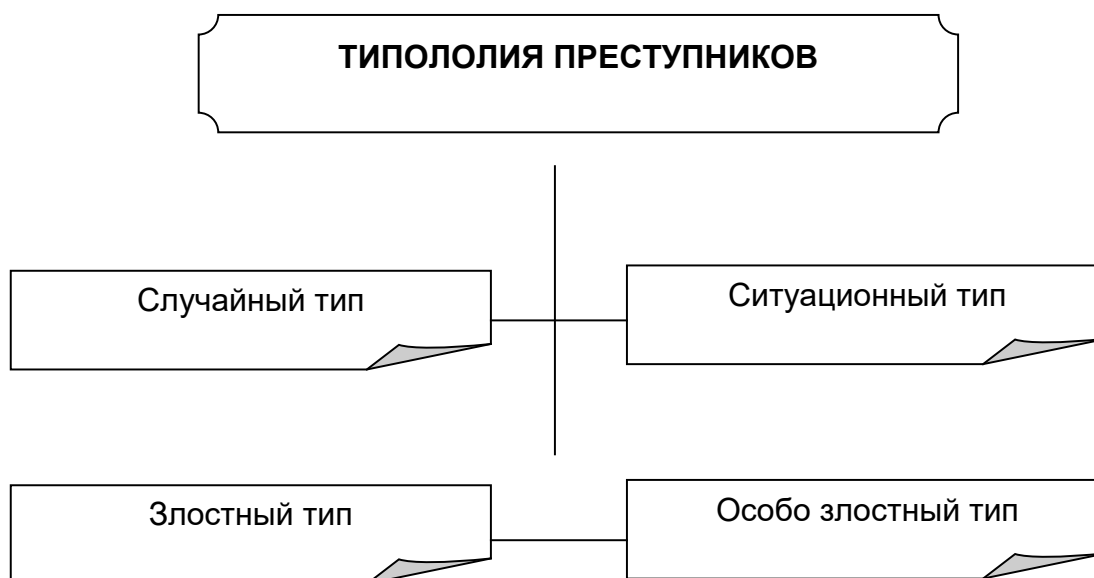 ТИПОЛОЛИЯ ПРЕСТУПНИКОВ
Случайный тип
Ситуационный тип
Злостный тип
Особо злостный тип